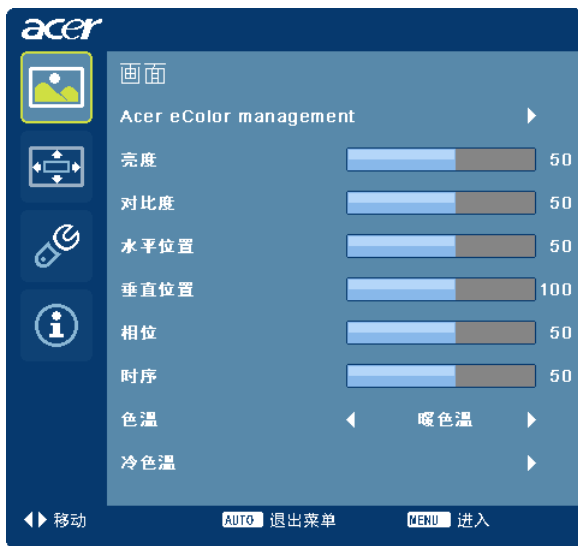 acer
画面
Acer eColor management
亮度 50
对比度 50
水平位置 50
垂直位置 100
相位 50
时序 50
色温 暖色温
冷色温
移动 AUTO 退出菜单 MENU 进入